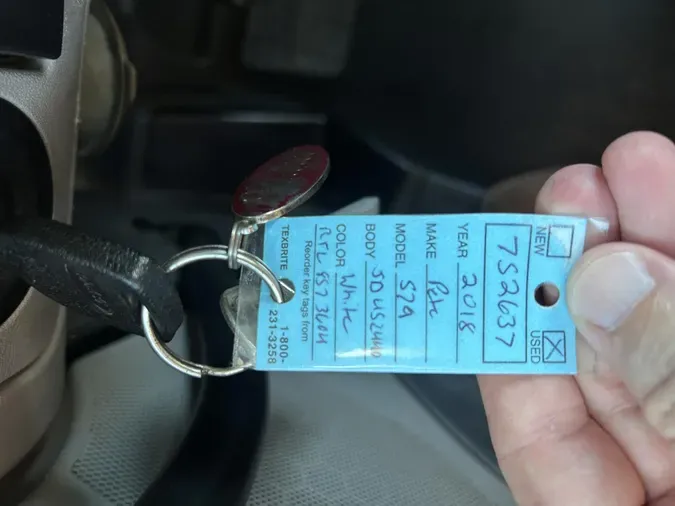 NEW USED
752637
YEAR 2018
MAKE Pete
MODEL 579
BODY
COLOR White
Reorder key tags from
TEXBRITE 1-800-
231-3258